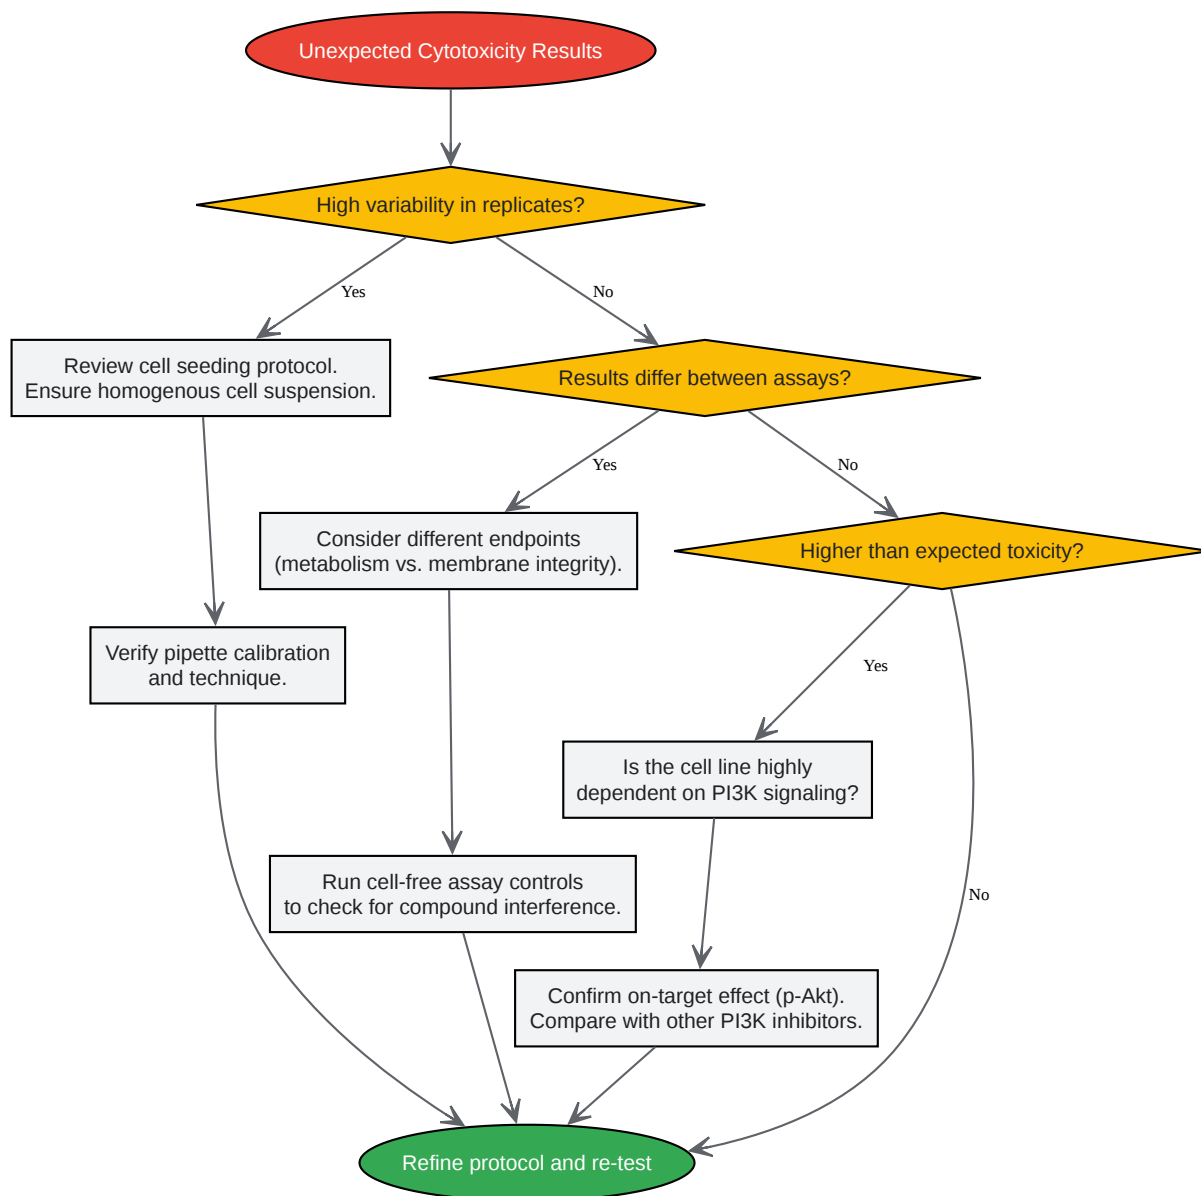 Unexpected Cytotoxicity Results
High variability in replicates?
Yes
No
Review cell seeding protocol.
Ensure homogenous cell suspension.
Results differ between assays?
Yes
No
Consider different endpoints
(metabolism vs. membrane integrity).
Higher than expected toxicity?
Verify pipette calibration
and technique.
Yes
Is the cell line highly
dependent on PI3K signaling?
Run cell-free assay controls
to check for compound interference.
No
Confirm on-target effect (p-Akt).
Compare with other PI3K inhibitors.
Refine protocol and re-test